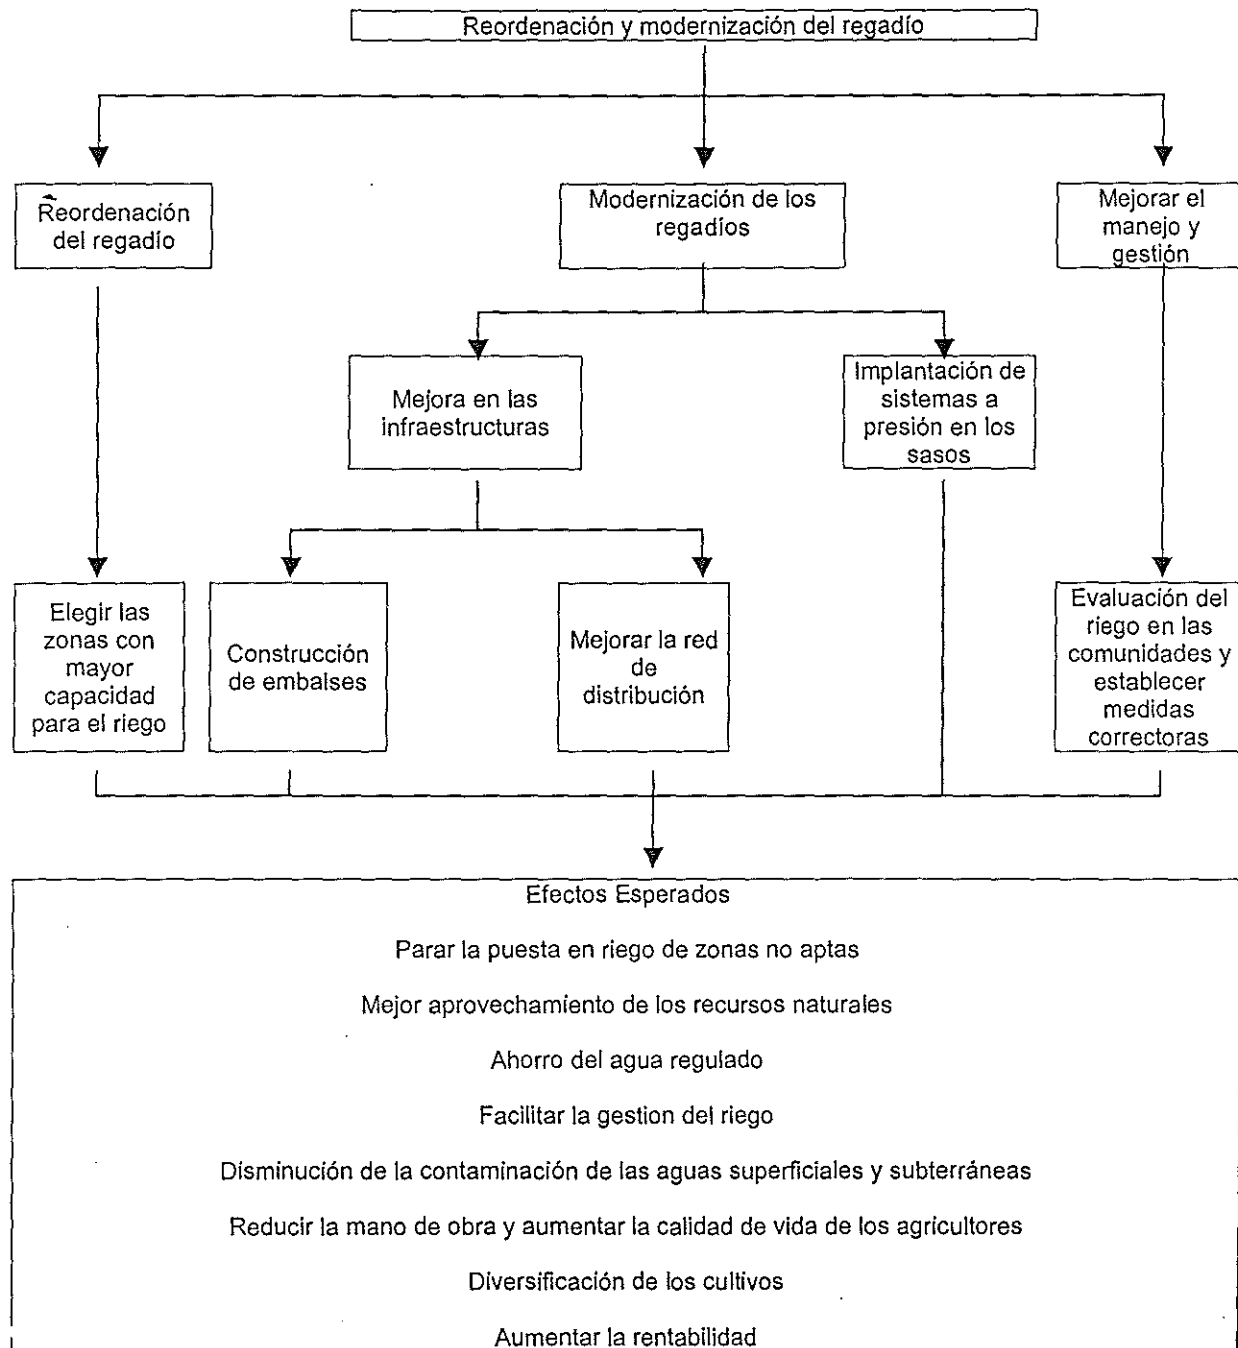 Reordenación y modernización del regadío
Reordenación
del regadío
Modernización de los
regadíos
Mejorar el
manejo y
gestión
Mejora en las
infraestructuras
Implantación de
sistemas a
presión en los
sasos
Elegir las
zonas con
mayor
capacidad
para el riego
Construcción
de embalses
Mejorar la red
de
distribución
Evaluación del
riego en las
comunidades y
establecer
medidas
correctoras
Efectos Esperados
Parar la puesta en riego de zonas no aptas
Mejor aprovechamiento de los recursos naturales
Ahorro del agua regulado
Facilitar la gestion del riego
Disminución de la contaminación de las aguas superficiales y subterráneas
Reducir la mano de obra y aumentar la calidad de vida de los agricultores
Diversificación de los cultivos
Aumentar la rentabilidad